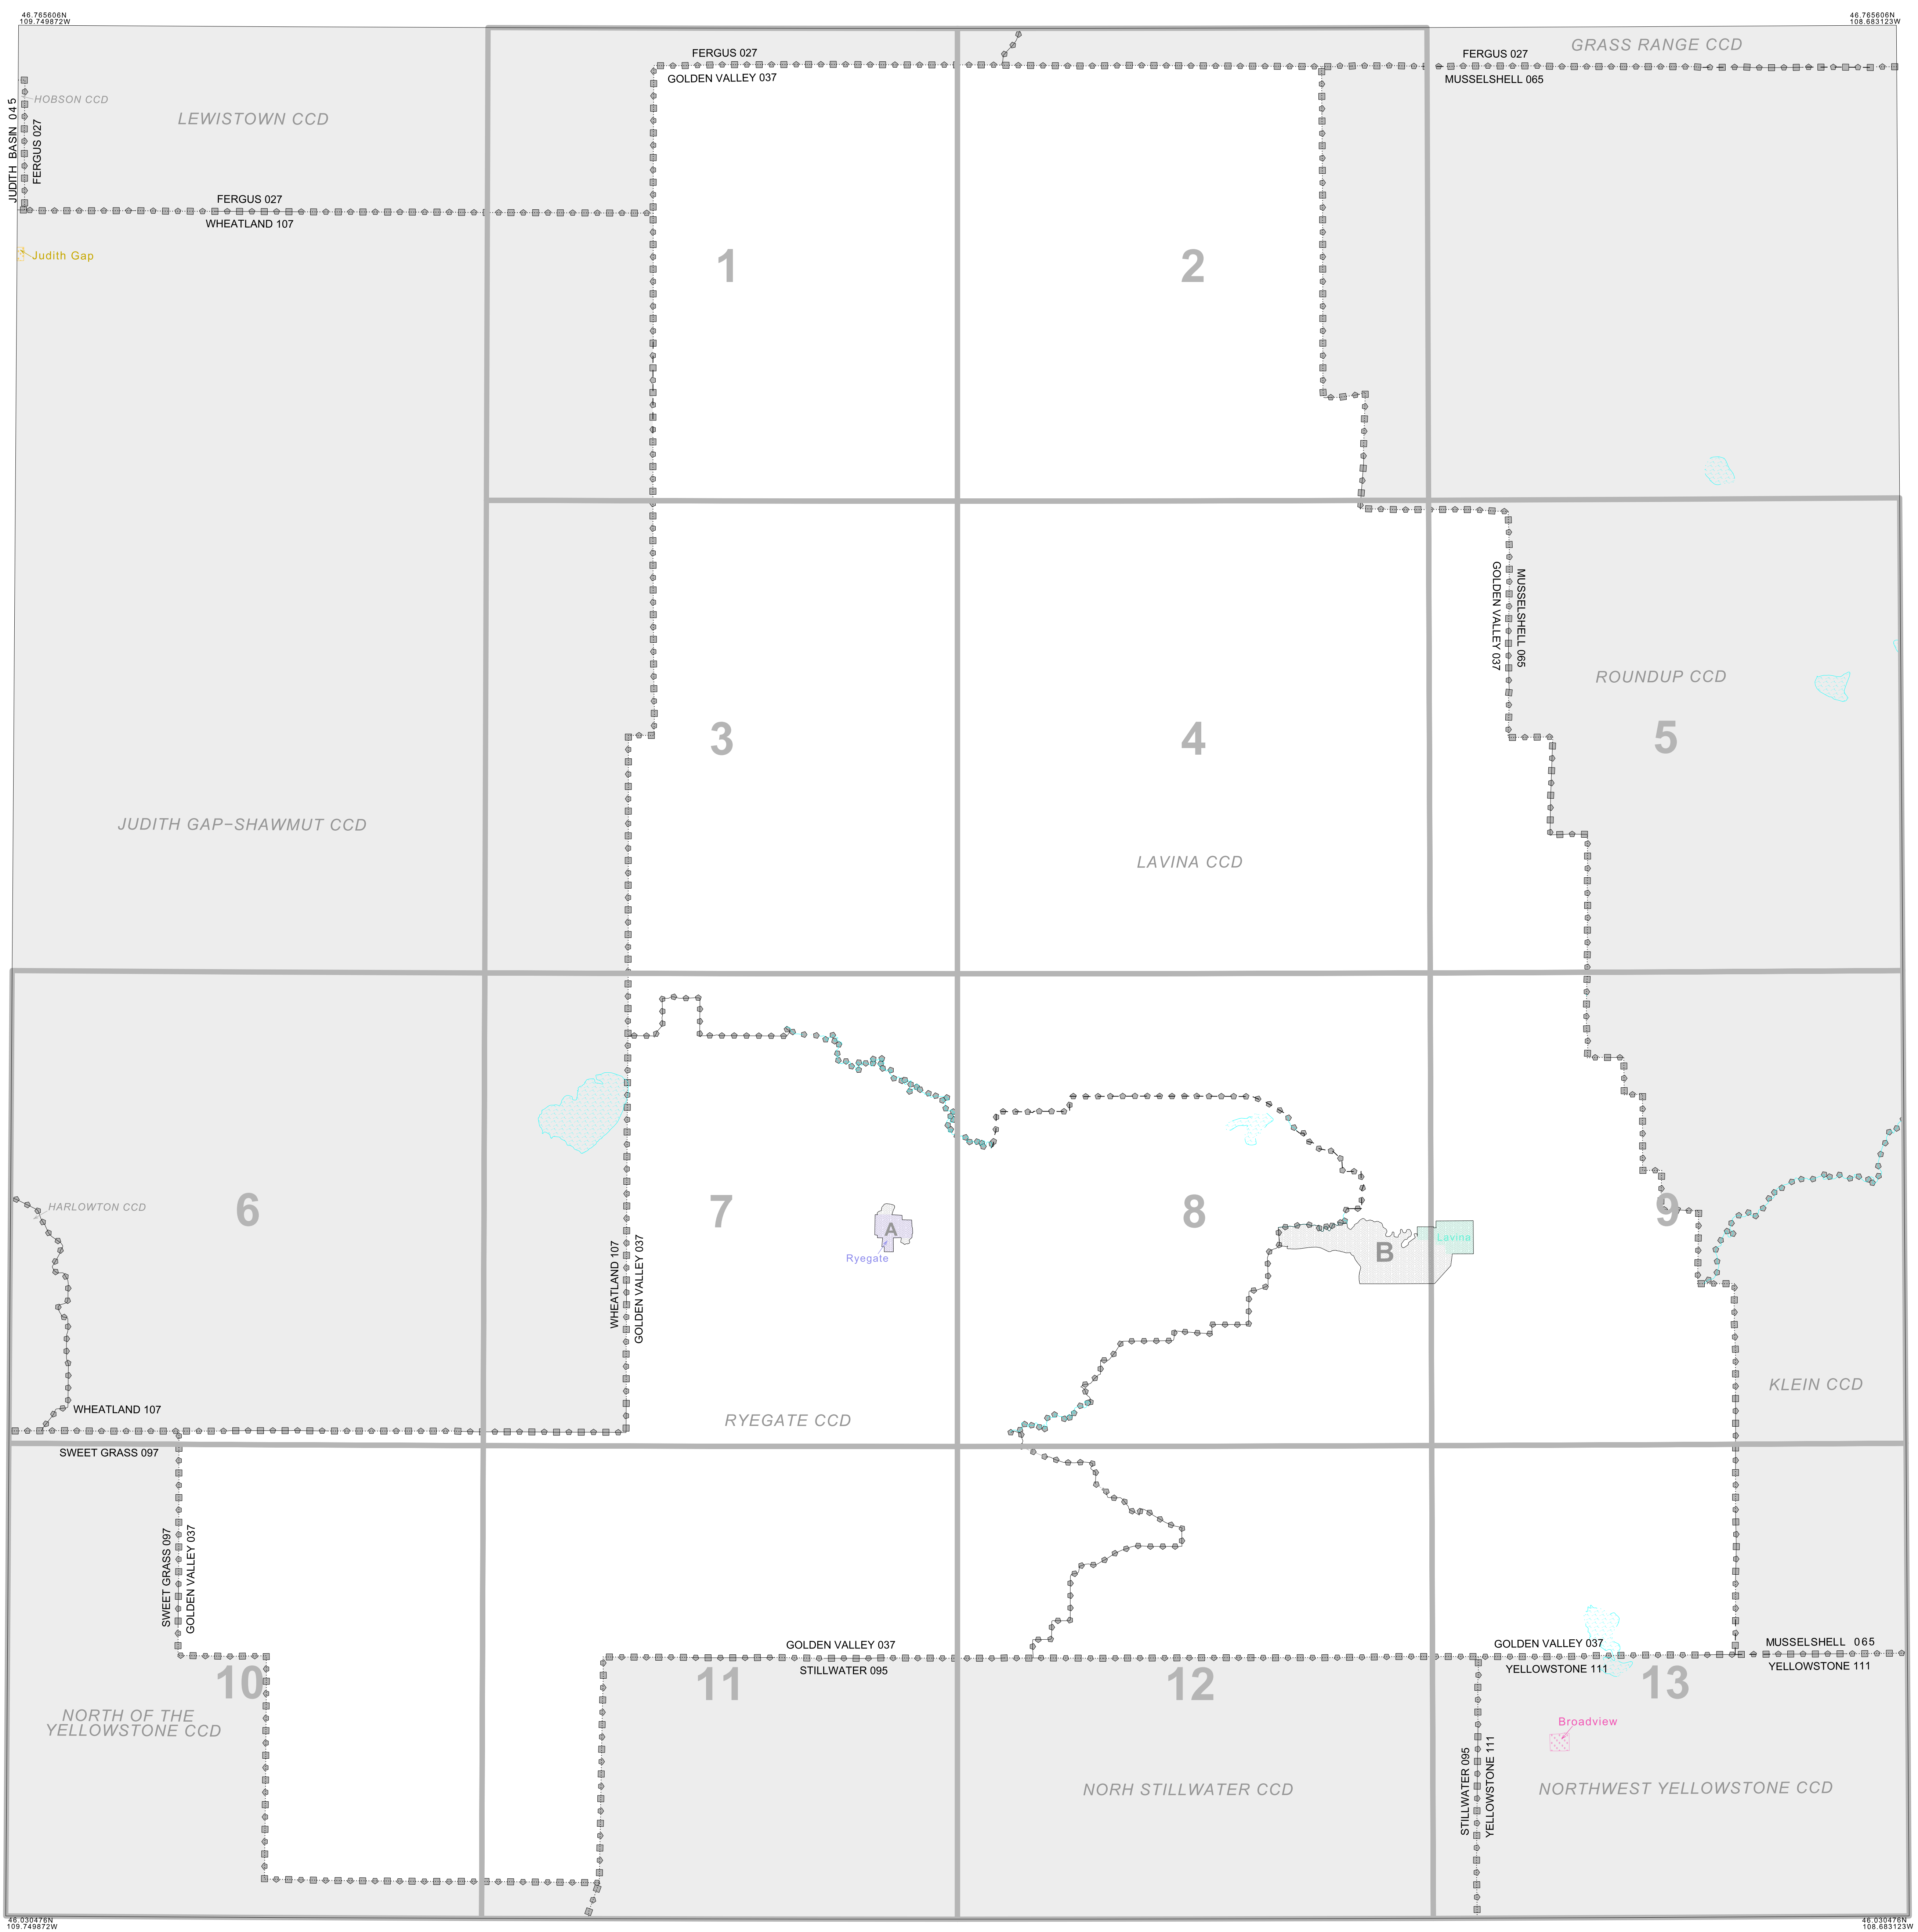 46.765606N
109.749872W
46.765606N
108.683123W
GRASS RANGE CCD
FERGUS 027
GOLDEN VALLEY 037
FERGUS 027
MUSSELSHELL 065
HOBSON CCD
LEWISTOWN CCD
JUDITH BASIN 045
FERGUS 027
FERGUS 027
WHEATLAND 107
Judith Gap
1
2
GOLDEN VALLEY 037
MUSSELSHELL 065
ROUNDUP CCD
3
4
5
JUDITH GAP-SHAWMUT CCD
LAVINA CCD
HARLOWTON CCD
6
7
8
9
A
Ryegate
B
Lavina
WHEATLAND 107
GOLDEN VALLEY 037
KLEIN CCD
WHEATLAND 107
SWEET GRASS 097
RYEGATE CCD
SWEET GRASS 097
GOLDEN VALLEY 037
GOLDEN VALLEY 037
STILLWATER 095
GOLDEN VALLEY 037
YELLOWSTONE 111
MUSSELSHELL 065
YELLOWSTONE 111
10
11
12
13
NORTH OF THE
YELLOWSTONE CCD
Broadview
STILLWATER 095
YELLOWSTONE 111
NORH STILLWATER CCD
NORTHWEST YELLOWSTONE CCD
46.030476N
109.749872W
46.030476N
108.683123W